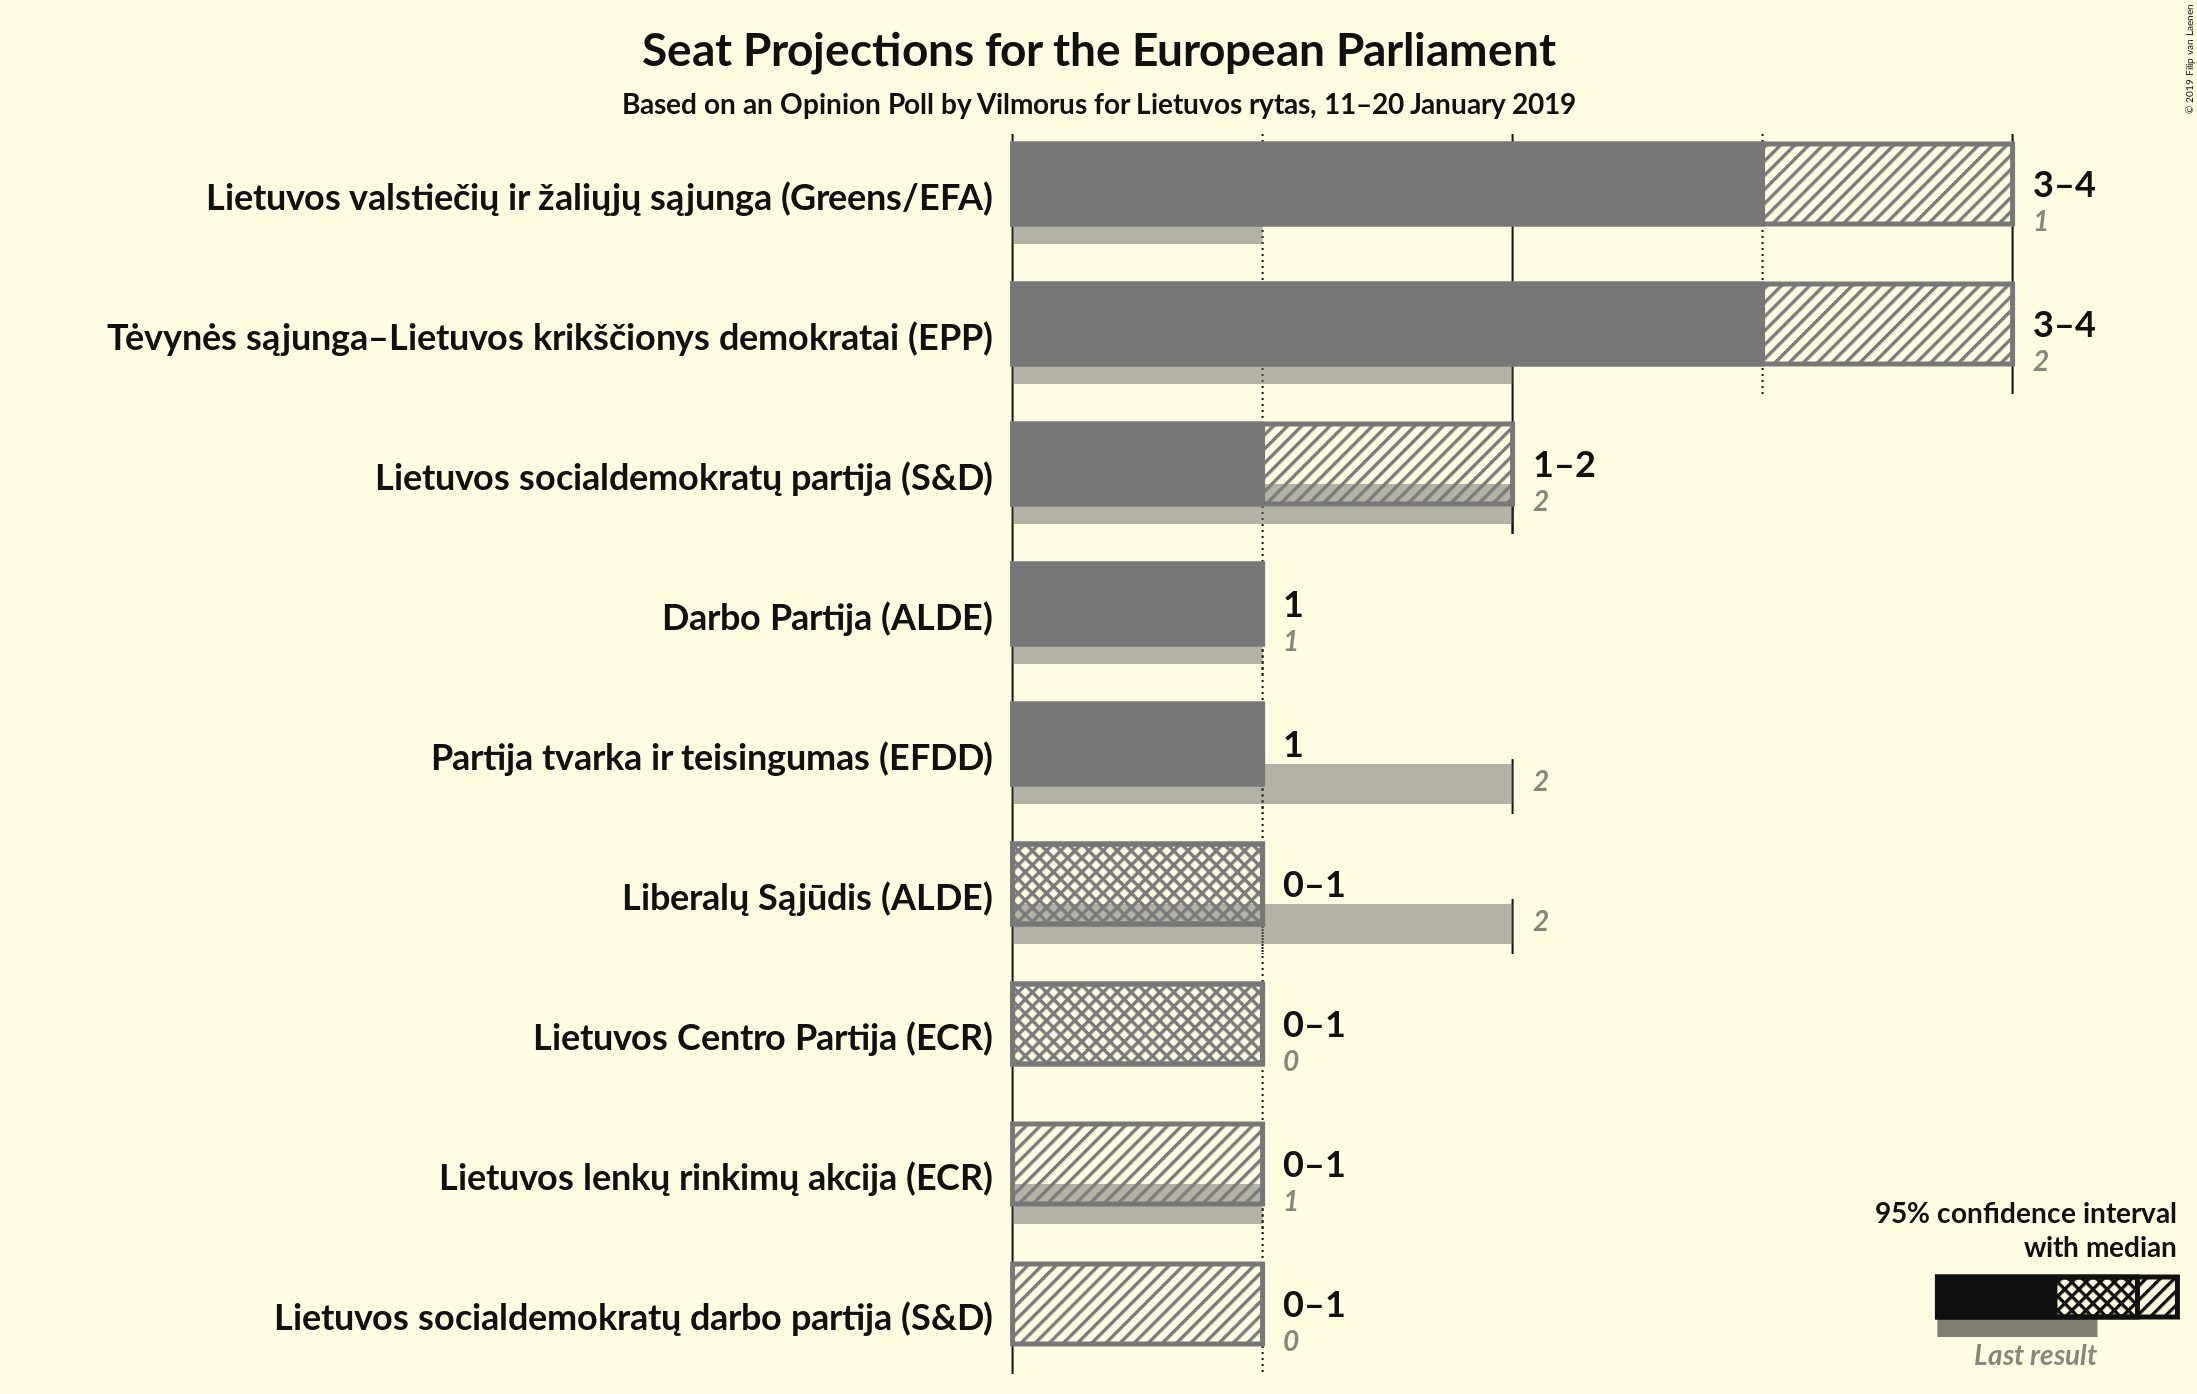 Seat Projections for the European Parliament
Based on an Opinion Poll by Vilmorus for Lietuvos rytas, 11–20 January 2019
© 2019 Filip van Laenen
Lietuvos valstiečių ir žaliųjų sąjunga (Greens/EFA)
3–4
1
Tėvynės sąjunga–Lietuvos krikščionys demokratai (EPP)
3–4
2
Lietuvos socialdemokratų partija (S&D)
1–2
2
Darbo Partija (ALDE)
1
1
Partija tvarka ir teisingumas (EFDD)
1
2
Liberalų Sąjūdis (ALDE)
0–1
2
Lietuvos Centro Partija (ECR)
0–1
0
Lietuvos lenkų rinkimų akcija (ECR)
0–1
1
Lietuvos socialdemokratų darbo partija (S&D)
0–1
0
95% confidence interval
with median
Last result